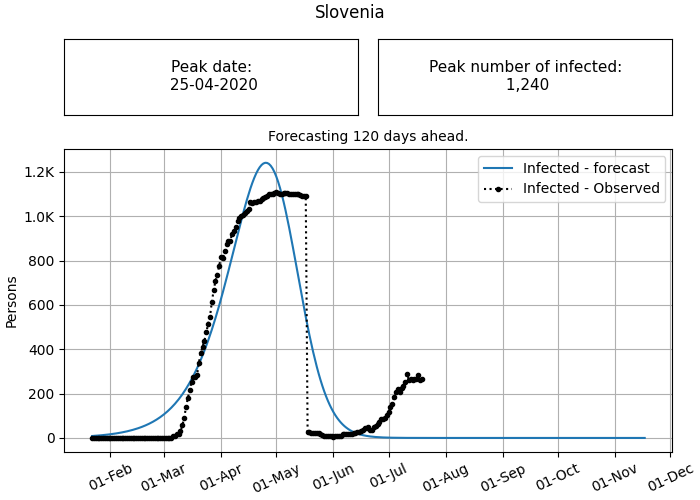 Slovenia
Peak date:
25-04-2020
Peak number of infected:
1,240
Forecasting 120 days ahead.
Infected - forecast
Infected - Observed
1.2K
1.0K
800
600
400
200
0
Persons
01-Feb
01-Mar
01-Apr
01-May
01-Jun
01-Jul
01-Aug
01-Sep
01-Oct
01-Nov
01-Dec